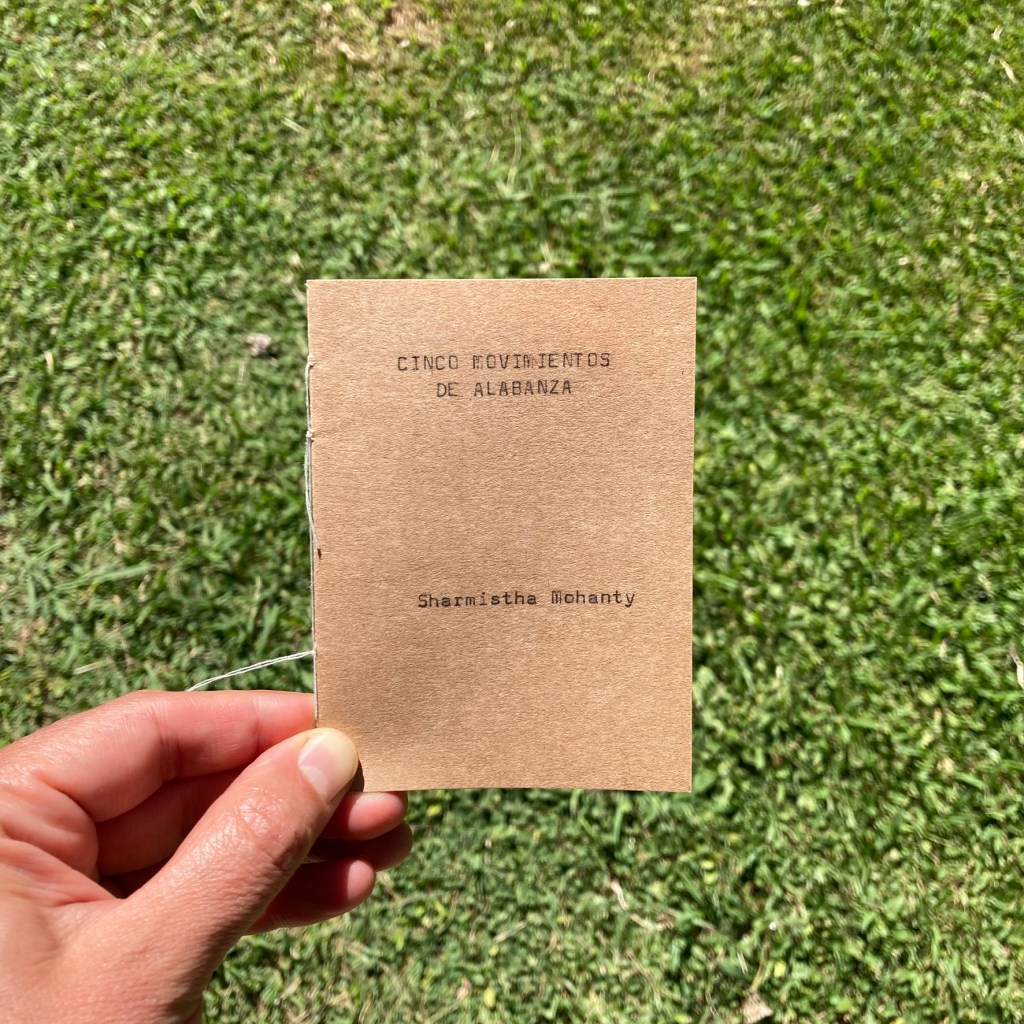 CINCO MOVIMIENTOS
DE ALABANZA
Sharmistha Mohanty